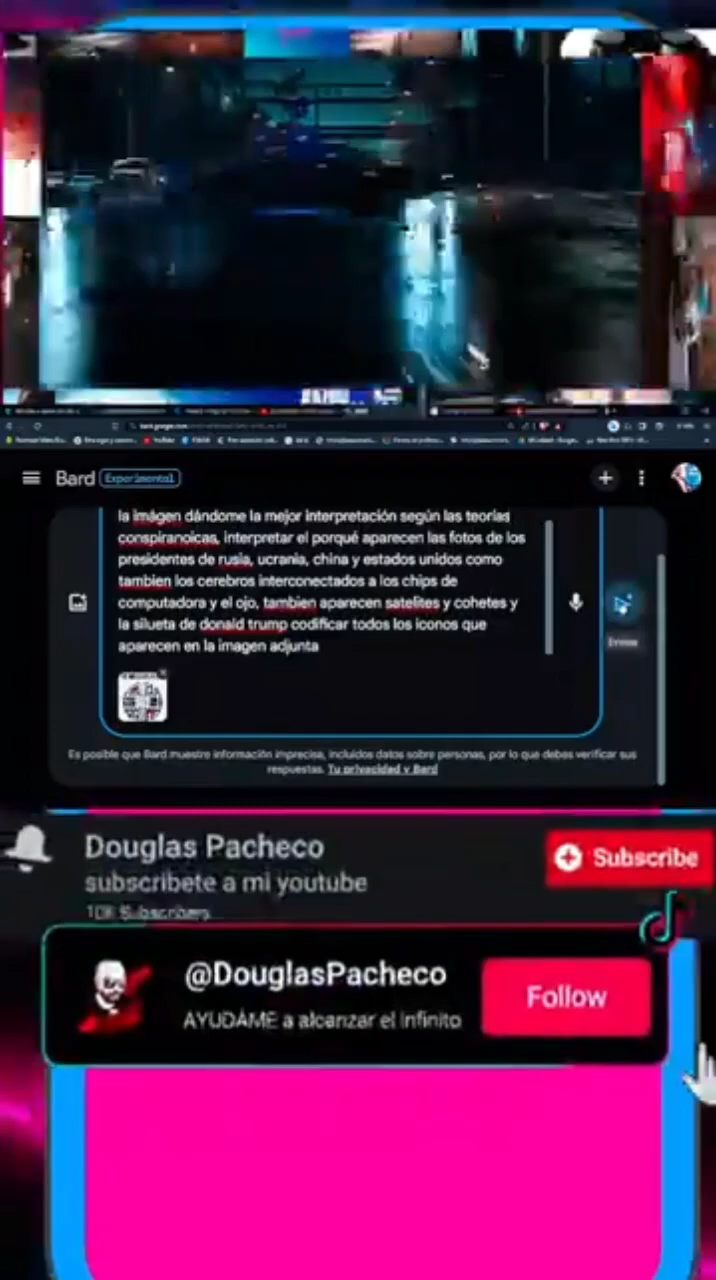 Bard Experimental
la imágen dándome la mejor interpretación según las teorías
conspiranoicas, interpretar el porqué aparecen las fotos de los
presidentes de rusia, ucrania, china y estados unidos como
tambien los cerebros interconectados a los chips de
computadora y el ojo, tambien aparecen satelites y cohetes y
la silueta de donald trump codificar todos los iconos que
aparecen en la imagen adjunta
Es posible que Bard muestre información imprecisa, incluidos datos sobre personas, por lo que debes verificar sus
respuestas. Tu privacidad y Bard
Douglas Pacheco
Subscribe
subscribete a mi youtube
10K Subscribers
@DouglasPacheco
Follow
AYUDÁME a alcanzar el infinito